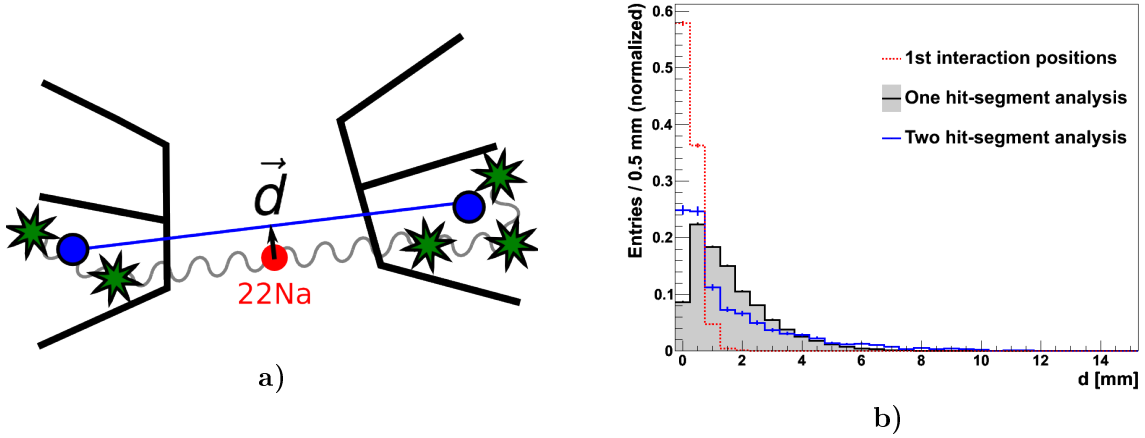 d
22Na
a)
Entries / 0.5 mm (normalized)
0.6
0.5
0.4
0.3
0.2
0.1
0
0 2 4 6 8 10 12 14
d [mm]
1st interaction positions
One hit-segment analysis
Two hit-segment analysis
b)